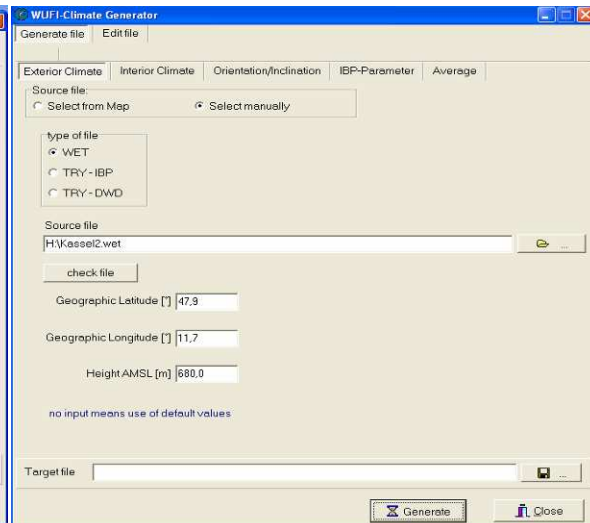 WUFI-Climate Generator
Generate file Edit file
Exterior Climate Interior Climate Orientation/Inclination IBP-Parameter Average
Source file:
Select from Map Select manually
type of file
WET
TRY-IBP
TRY-DWD
Source file
H:\Kassel2.wet
...
check file
Geographic Latitude [°] 47,9
Geographic Longitude [°] 11,7
Height AMSL [m] 680,0
no input means use of default values
Target file ...
Generate Close